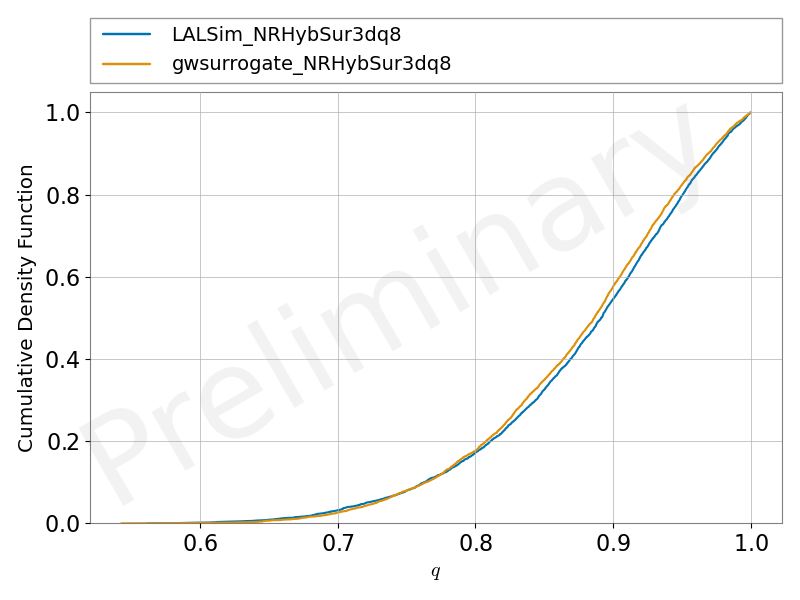 LALSim_NRHybSur3dq8
gwsurrogate_NRHybSur3dq8
1.0
0.8
0.6
0.4
0.2
0.0
Cumulative Density Function
Preliminary
0.6 0.7 0.8 0.9 1.0
q